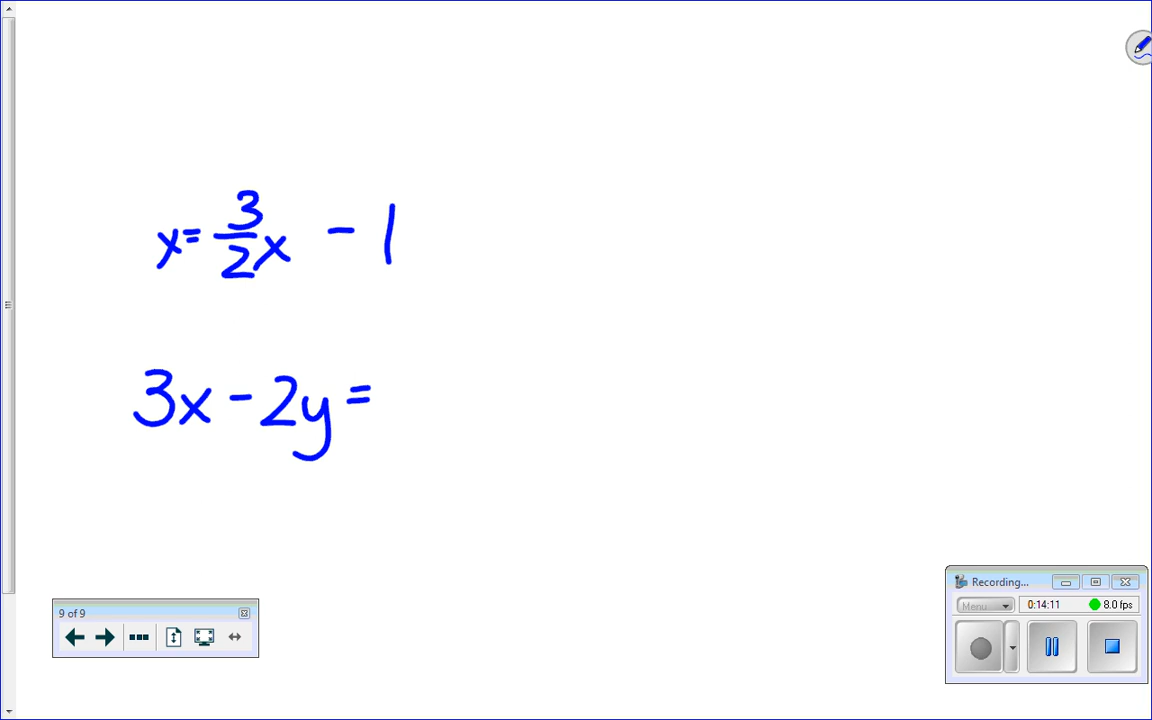 x = 3/2 x - 1
3x - 2y =
9 of 9
Recording...
Menu
0:14:11
8.0 fps